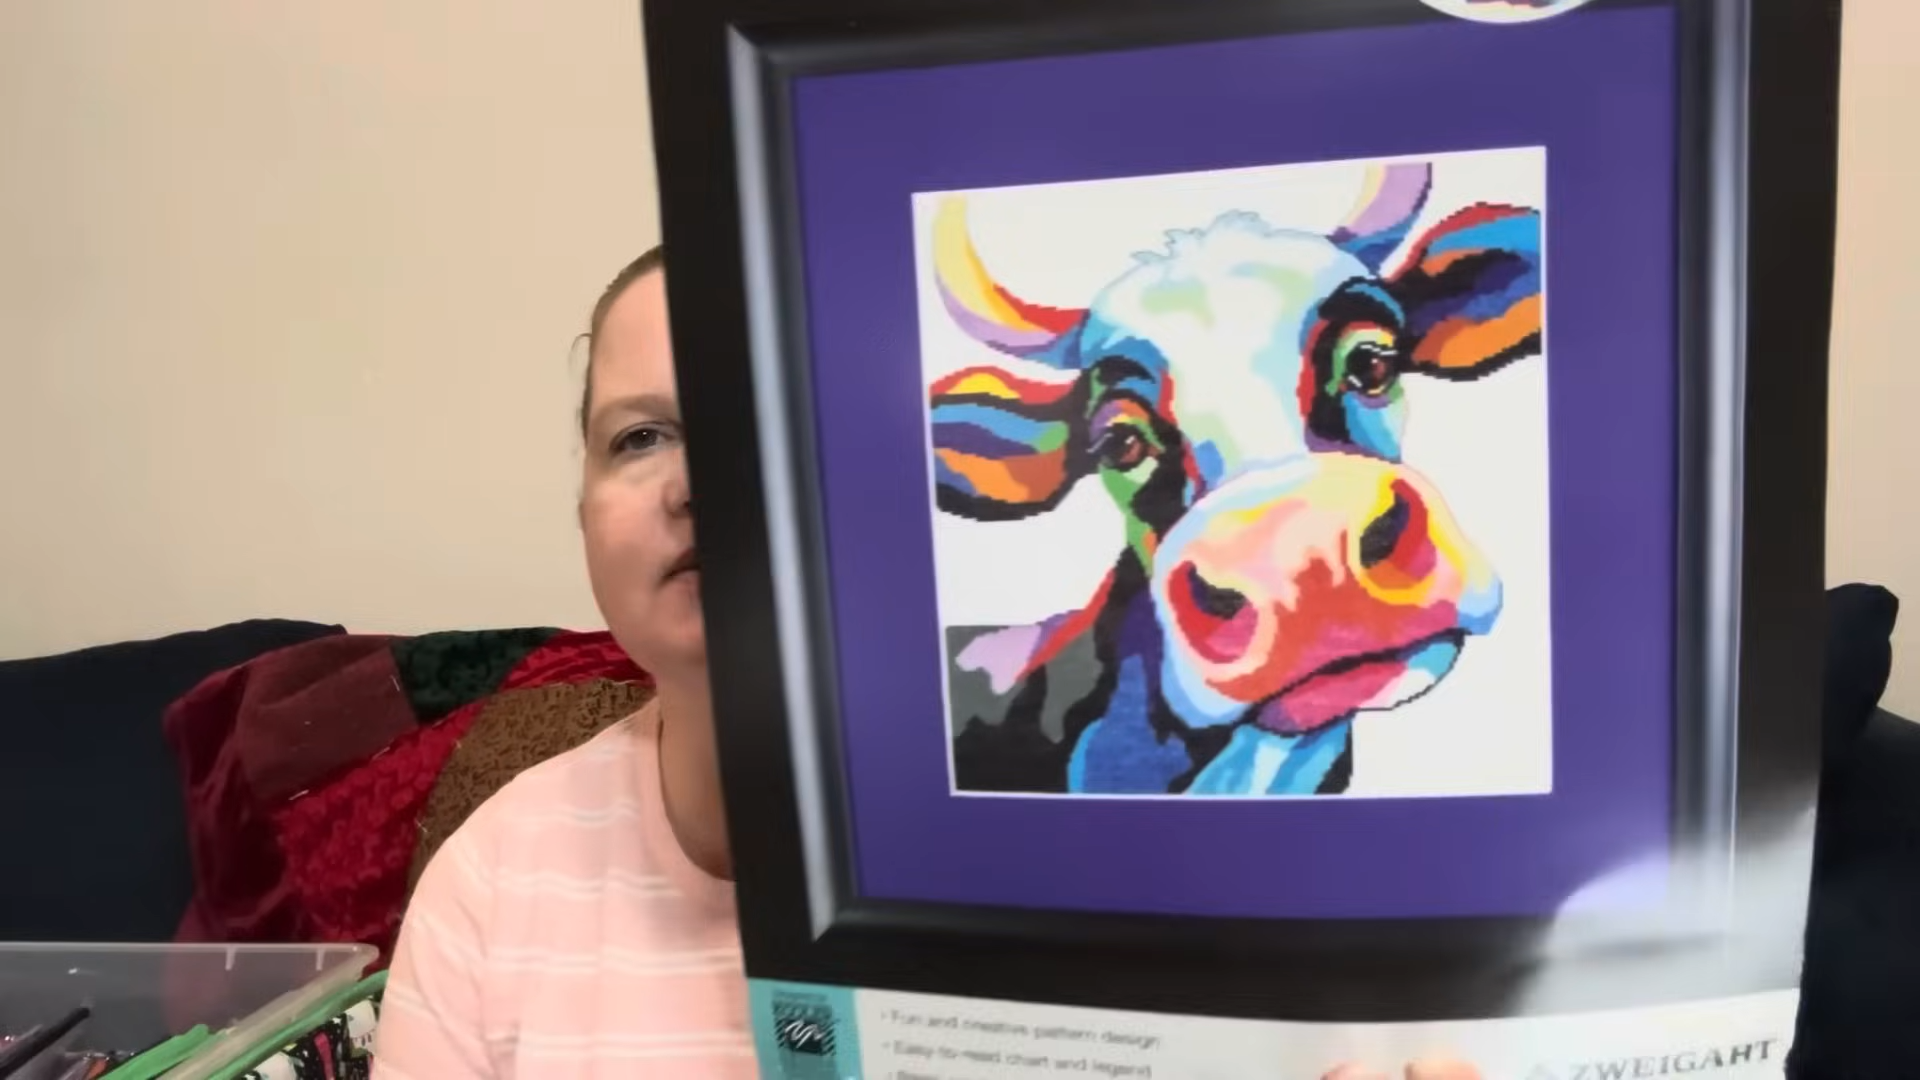 • Fun and creative pattern design
• Easy-to-read chart and legend
ZWEIGART